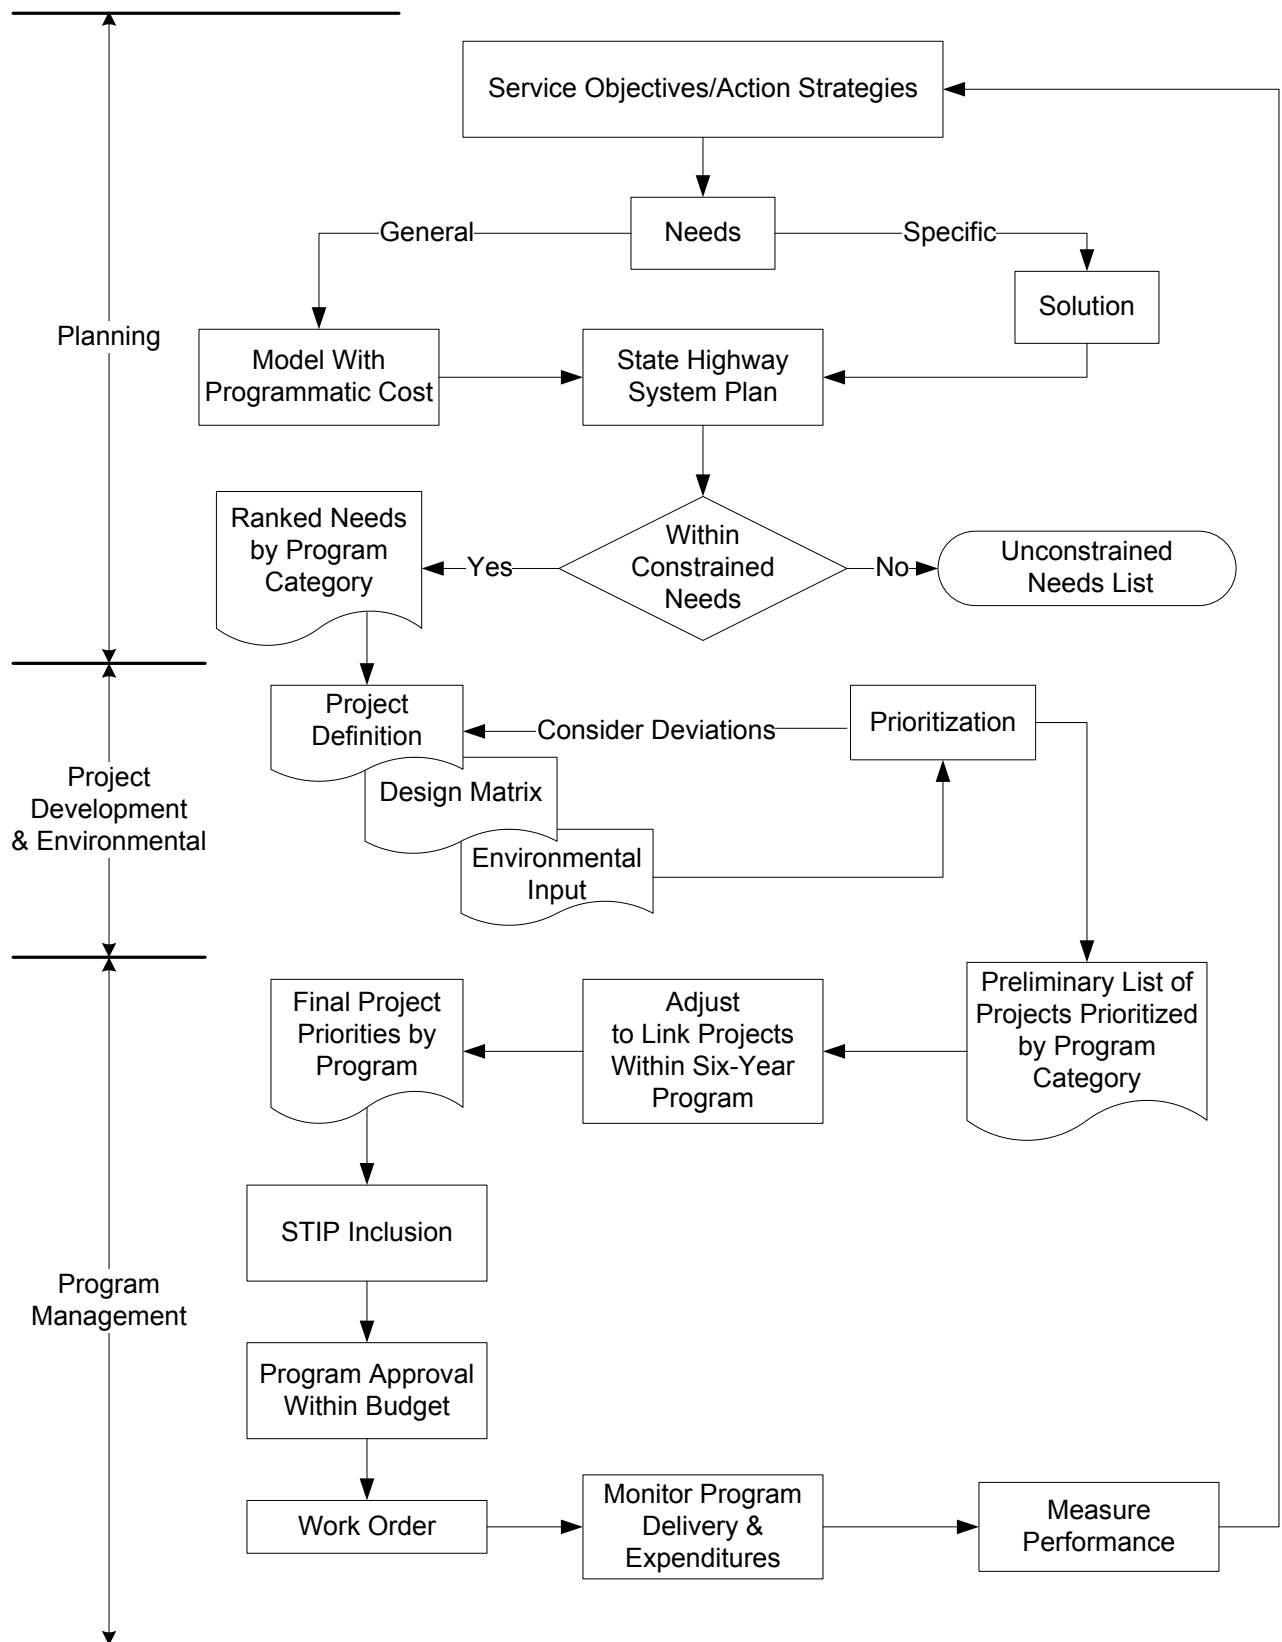 Service Objectives/Action Strategies
General
Needs
Specific
Solution
Planning
Model With
Programmatic Cost
State Highway
System Plan
Ranked Needs
by Program
Category
Yes
Within
Constrained
Needs
No
Unconstrained
Needs List
Project
Development
& Environmental
Project
Definition
Consider Deviations
Prioritization
Design Matrix
Environmental
Input
Final Project
Priorities by
Program
Adjust
to Link Projects
Within Six-Year
Program
Preliminary List of
Projects Prioritized
by Program
Category
Program
Management
STIP Inclusion
Program Approval
Within Budget
Work Order
Monitor Program
Delivery &
Expenditures
Measure
Performance